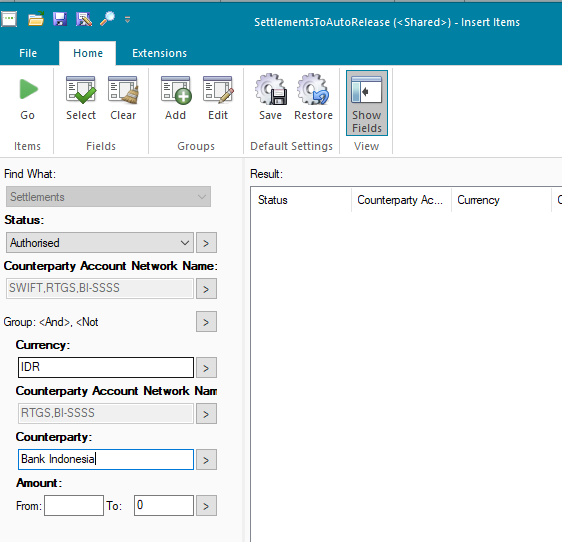 SettlementsToAutoRelease (<Shared>) - Insert Items
File Home Extensions
Go Select Clear Add Edit Save Restore Show Fields
Items Fields Groups Default Settings View
Find What:
Result:
Settlements
Status Counterparty Ac... Currency C
Status:
Authorised >
Counterparty Account Network Name:
SWIFT,RTGS,BI-SSSS >
Group: <And>, <Not >
Currency:
IDR >
Counterparty Account Network Nam
RTGS,BI-SSSS >
Counterparty:
Bank Indonesia >
Amount:
From: To: 0 >